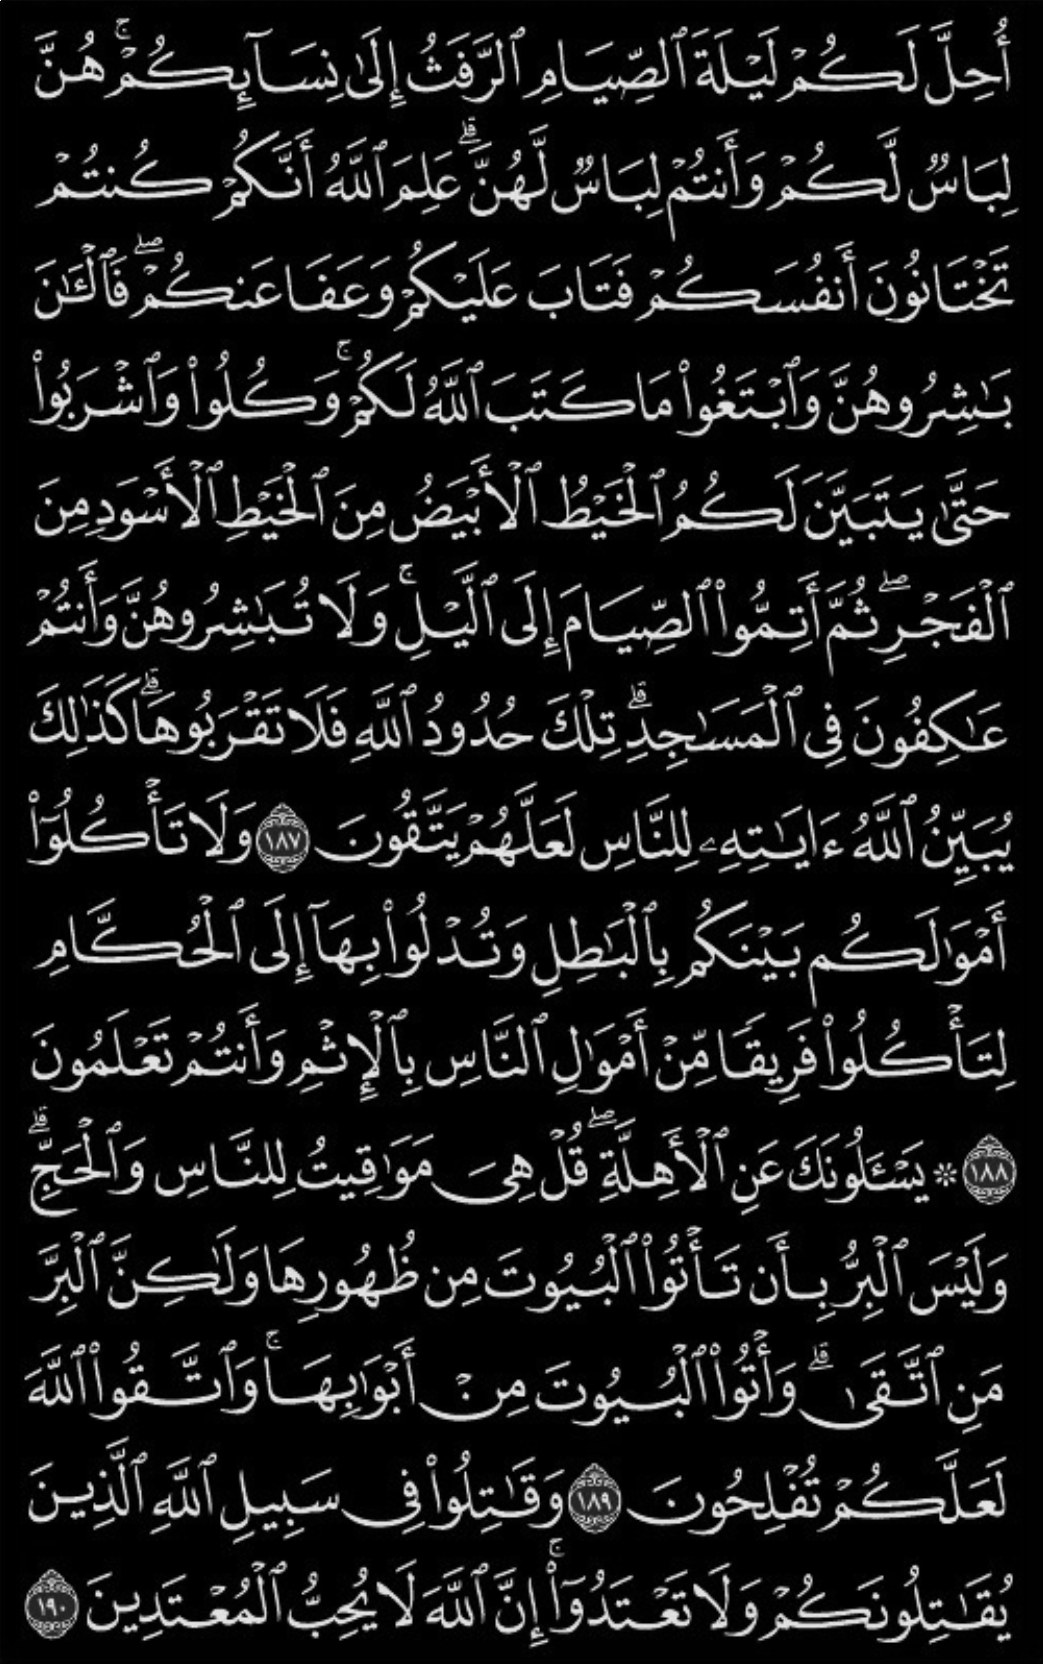 أُحِلَّ لَكُمْ لَيْلَةَ ٱلصِّيَامِ ٱلرَّفَثُ إِلَىٰ نِسَآئِكُمْ ۚ هُنَّ
لِبَاسٌ لَّكُمْ وَأَنتُمْ لِبَاسٌ لَّهُنَّ ۗ عَلِمَ ٱللَّهُ أَنَّكُمْ كُنتُمْ
تَخْتَانُونَ أَنفُسَكُمْ فَتَابَ عَلَيْكُمْ وَعَفَا عَنكُمْ ۖ فَٱلْـَٰٔنَ
بَـٰشِرُوهُنَّ وَٱبْتَغُوا۟ مَا كَتَبَ ٱللَّهُ لَكُمْ ۚ وَكُلُوا۟ وَٱشْرَبُوا۟
حَتَّىٰ يَتَبَيَّنَ لَكُمُ ٱلْخَيْطُ ٱلْأَبْيَضُ مِنَ ٱلْخَيْطِ ٱلْأَسْوَدِ مِنَ
ٱلْفَجْرِ ۖ ثُمَّ أَتِمُّوا۟ ٱلصِّيَامَ إِلَى ٱلَّيْلِ ۚ وَلَا تُبَـٰشِرُوهُنَّ وَأَنتُمْ
عَـٰكِفُونَ فِى ٱلْمَسَـٰجِدِ ۗ تِلْكَ حُدُودُ ٱللَّهِ فَلَا تَقْرَبُوهَا ۗ كَذَٰلِكَ
يُبَيِّنُ ٱللَّهُ ءَايَـٰتِهِۦ لِلنَّاسِ لَعَلَّهُمْ يَتَّقُونَ ١٨٧ وَلَا تَأْكُلُوٓا۟
أَمْوَٰلَكُم بَيْنَكُم بِٱلْبَـٰطِلِ وَتُدْلُوا۟ بِهَآ إِلَى ٱلْحُكَّامِ
لِتَأْكُلُوا۟ فَرِيقًا مِّنْ أَمْوَٰلِ ٱلنَّاسِ بِٱلْإِثْمِ وَأَنتُمْ تَعْلَمُونَ
١٨٨ ۞ يَسْـَٔلُونَكَ عَنِ ٱلْأَهِلَّةِ ۖ قُلْ هِىَ مَوَٰقِيتُ لِلنَّاسِ وَٱلْحَجِّ ۗ
وَلَيْسَ ٱلْبِرُّ بِأَن تَأْتُوا۟ ٱلْبُيُوتَ مِن ظُهُورِهَا وَلَـٰكِنَّ ٱلْبِرَّ
مَنِ ٱتَّقَىٰ ۗ وَأْتُوا۟ ٱلْبُيُوتَ مِنْ أَبْوَٰبِهَا ۚ وَٱتَّقُوا۟ ٱللَّهَ
لَعَلَّكُمْ تُفْلِحُونَ ١٨٩ وَقَـٰتِلُوا۟ فِى سَبِيلِ ٱللَّهِ ٱلَّذِينَ
يُقَـٰتِلُونَكُمْ وَلَا تَعْتَدُوٓا۟ ۚ إِنَّ ٱللَّهَ لَا يُحِبُّ ٱلْمُعْتَدِينَ ١٩٠